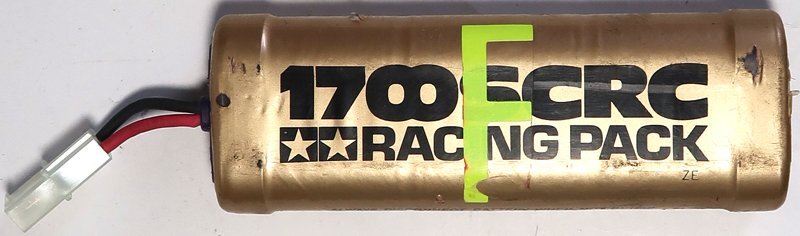 1700SCRC
RACING PACK
ZE
F